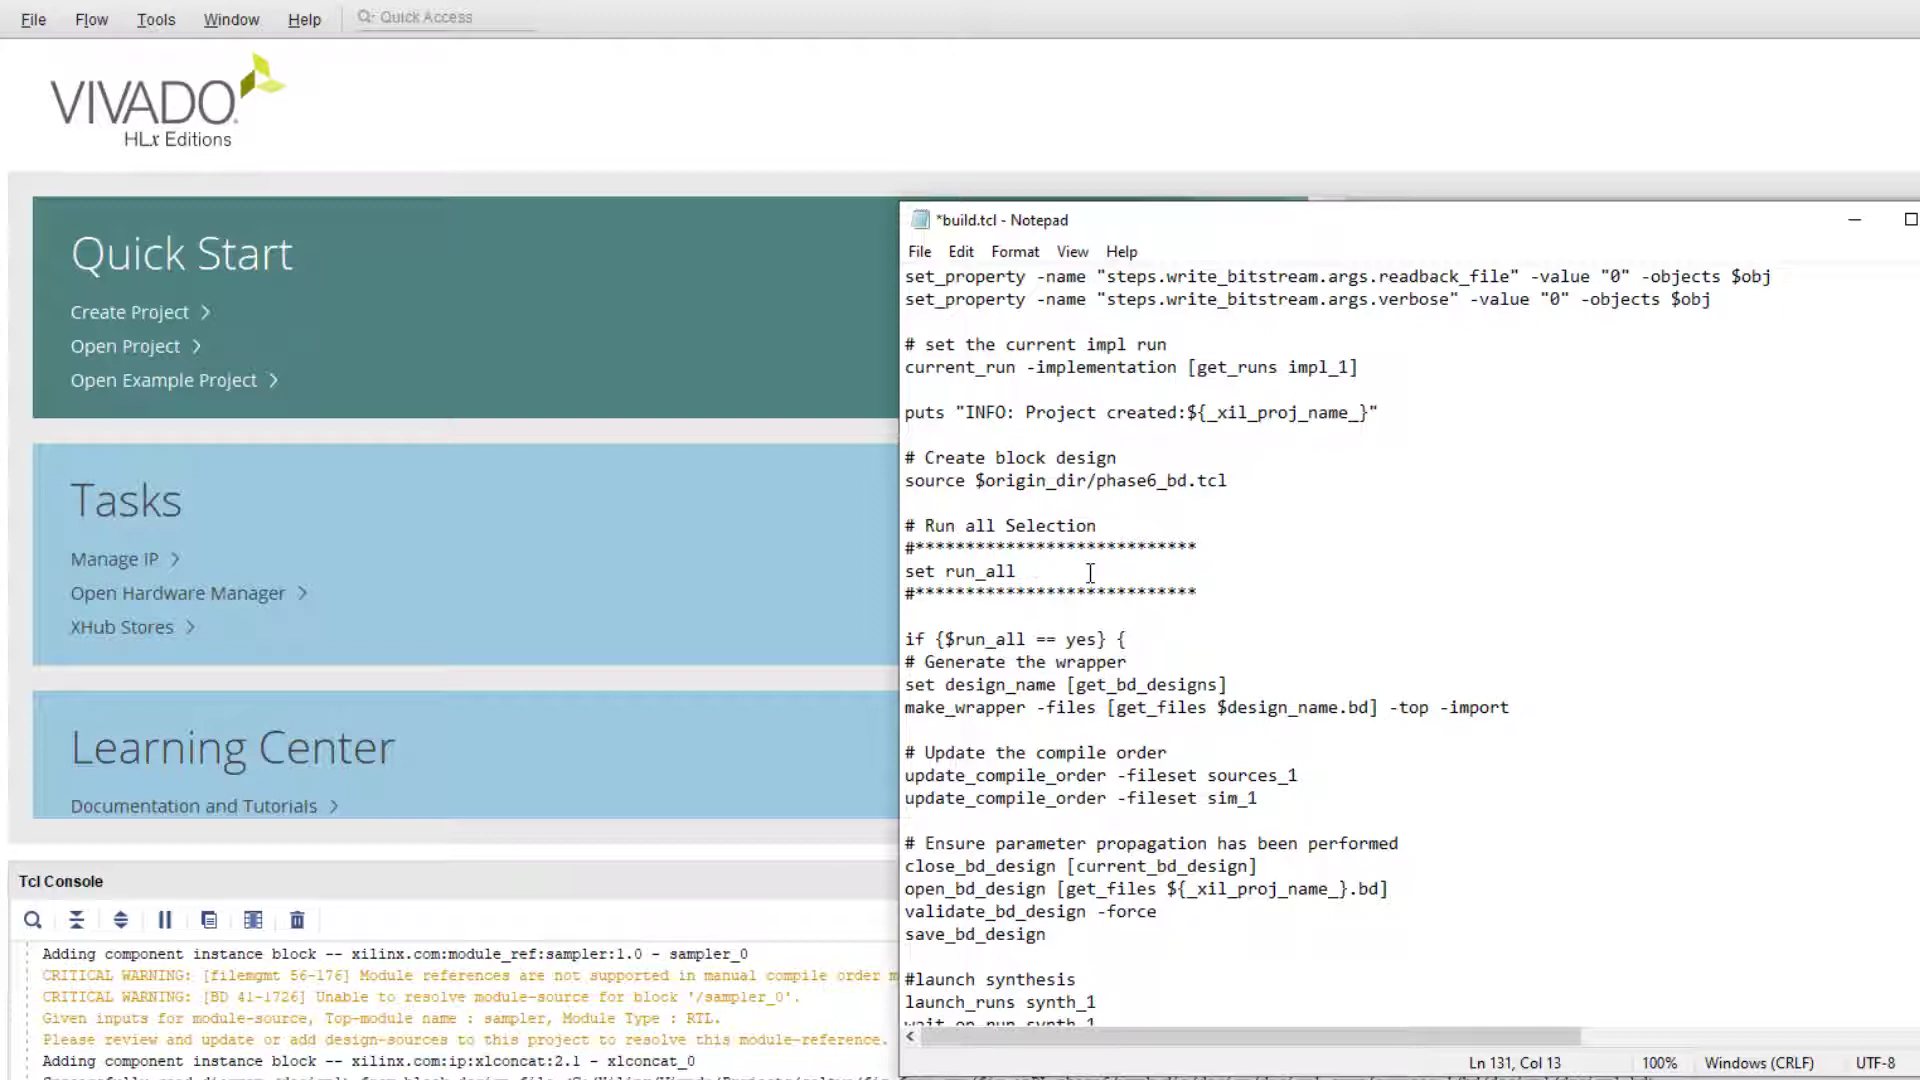 File Flow Tools Window Help Quick Access
VIVADO
HLx Editions
Quick Start
Create Project
Open Project
Open Example Project
Tasks
Manage IP
Open Hardware Manager
XHub Stores
Learning Center
Documentation and Tutorials
Tcl Console
Adding component instance block -- xilinx.com:module_ref:sampler:1.0 - sampler_0
CRITICAL WARNING: [filemgmt 56-176] Module references are not supported in manual compile order
CRITICAL WARNING: [BD 41-1726] Unable to resolve module-source for block '/sampler_0'.
Given inputs for module-source, Top-module name : sampler, Module Type : RTL.
Please review and update or add design-sources to this project to resolve this module-reference.
Adding component instance block -- xilinx.com:ip:xlconcat:2.1 - xlconcat_0
*build.tcl - Notepad
File Edit Format View Help
set_property -name "steps.write_bitstream.args.readback_file" -value "0" -objects $obj
set_property -name "steps.write_bitstream.args.verbose" -value "0" -objects $obj
# set the current impl run
current_run -implementation [get_runs impl_1]
puts "INFO: Project created:${_xil_proj_name_}"
# Create block design
source $origin_dir/phase6_bd.tcl
# Run all Selection
#****************************
set run_all
#****************************
if {$run_all == yes} {
# Generate the wrapper
set design_name [get_bd_designs]
make_wrapper -files [get_files $design_name.bd] -top -import
# Update the compile order
update_compile_order -fileset sources_1
update_compile_order -fileset sim_1
# Ensure parameter propagation has been performed
close_bd_design [current_bd_design]
open_bd_design [get_files ${_xil_proj_name_}.bd]
validate_bd_design -force
save_bd_design
#launch synthesis
launch_runs synth_1
wait_on_run synth_1
Ln 131, Col 13 100% Windows (CRLF) UTF-8